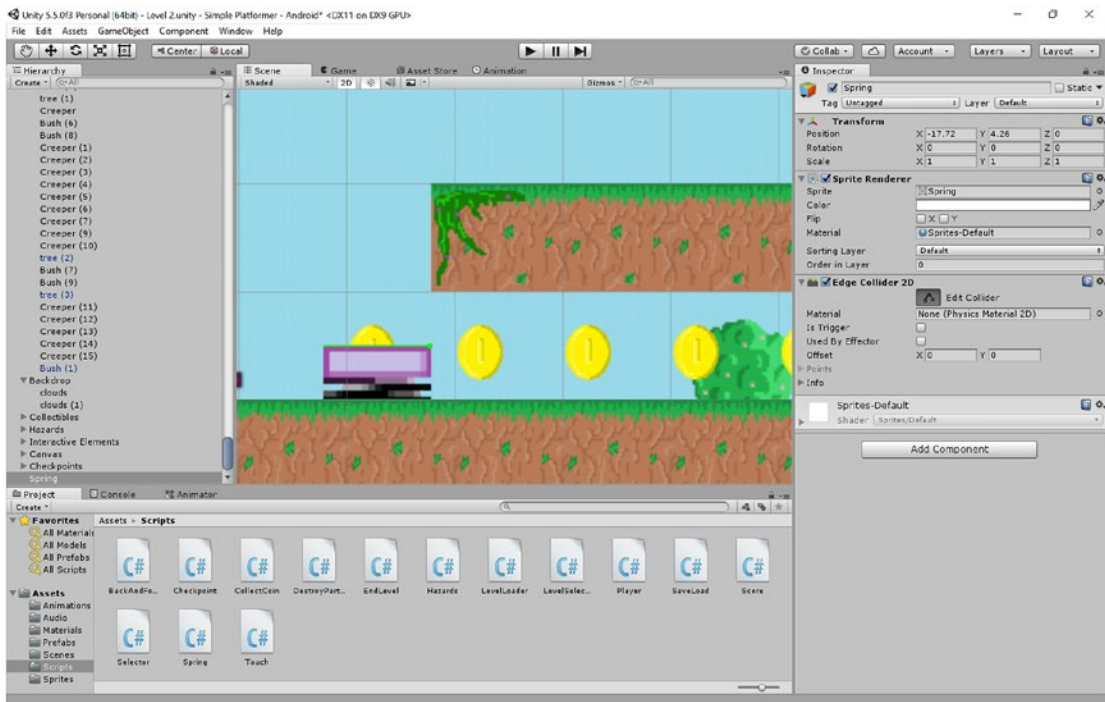 Unity 5.5.0f3 Personal (64bit) - Level 2.unity - Simple Platformer - Android* <DX11 on DX9 GPU>
File Edit Assets GameObject Component Window Help
Center Local Collab Account Layers Layout
Hierarchy
Create All
tree (1)
Creeper
Bush (6)
Bush (8)
Creeper (1)
Creeper (2)
Creeper (3)
Creeper (4)
Creeper (5)
Creeper (6)
Creeper (7)
Creeper (9)
Creeper (10)
tree (2)
Bush (7)
Bush (9)
tree (3)
Creeper (11)
Creeper (12)
Creeper (13)
Creeper (14)
Creeper (15)
Bush (1)
Backdrop
clouds
clouds (1)
Collectibles
Hazards
Interactive Elements
Canvas
Checkpoints
Spring
Scene Game Asset Store Animation
Shaded 2D Gizmos All
Inspector
Spring Static
Tag Untagged Layer Default
Transform
Position X -17.72 Y 4.26 Z 0
Rotation X 0 Y 0 Z 0
Scale X 1 Y 1 Z 1
Sprite Renderer
Sprite Spring
Color
Flip X Y
Material Sprites-Default
Sorting Layer Default
Order in Layer 0
Edge Collider 2D
Edit Collider
Material None (Physics Material 2D)
Is Trigger
Used By Effector
Offset X 0 Y 0
Points
Info
Sprites-Default
Shader Sprites/Default
Add Component
Project Console Animator
Create
Favorites
All Materials
All Models
All Prefabs
All Scripts
Assets
Animations
Audio
Materials
Prefabs
Scenes
Scripts
Sprites
Assets Scripts
C# C# C# C# C# C# C# C# C# C# C#
BackAndFo... Checkpoint CollectCoin DestroyPart... EndLevel Hazards LevelLoader LevelSelec... Player SaveLoad Score
C# C# C#
Selector Spring Touch